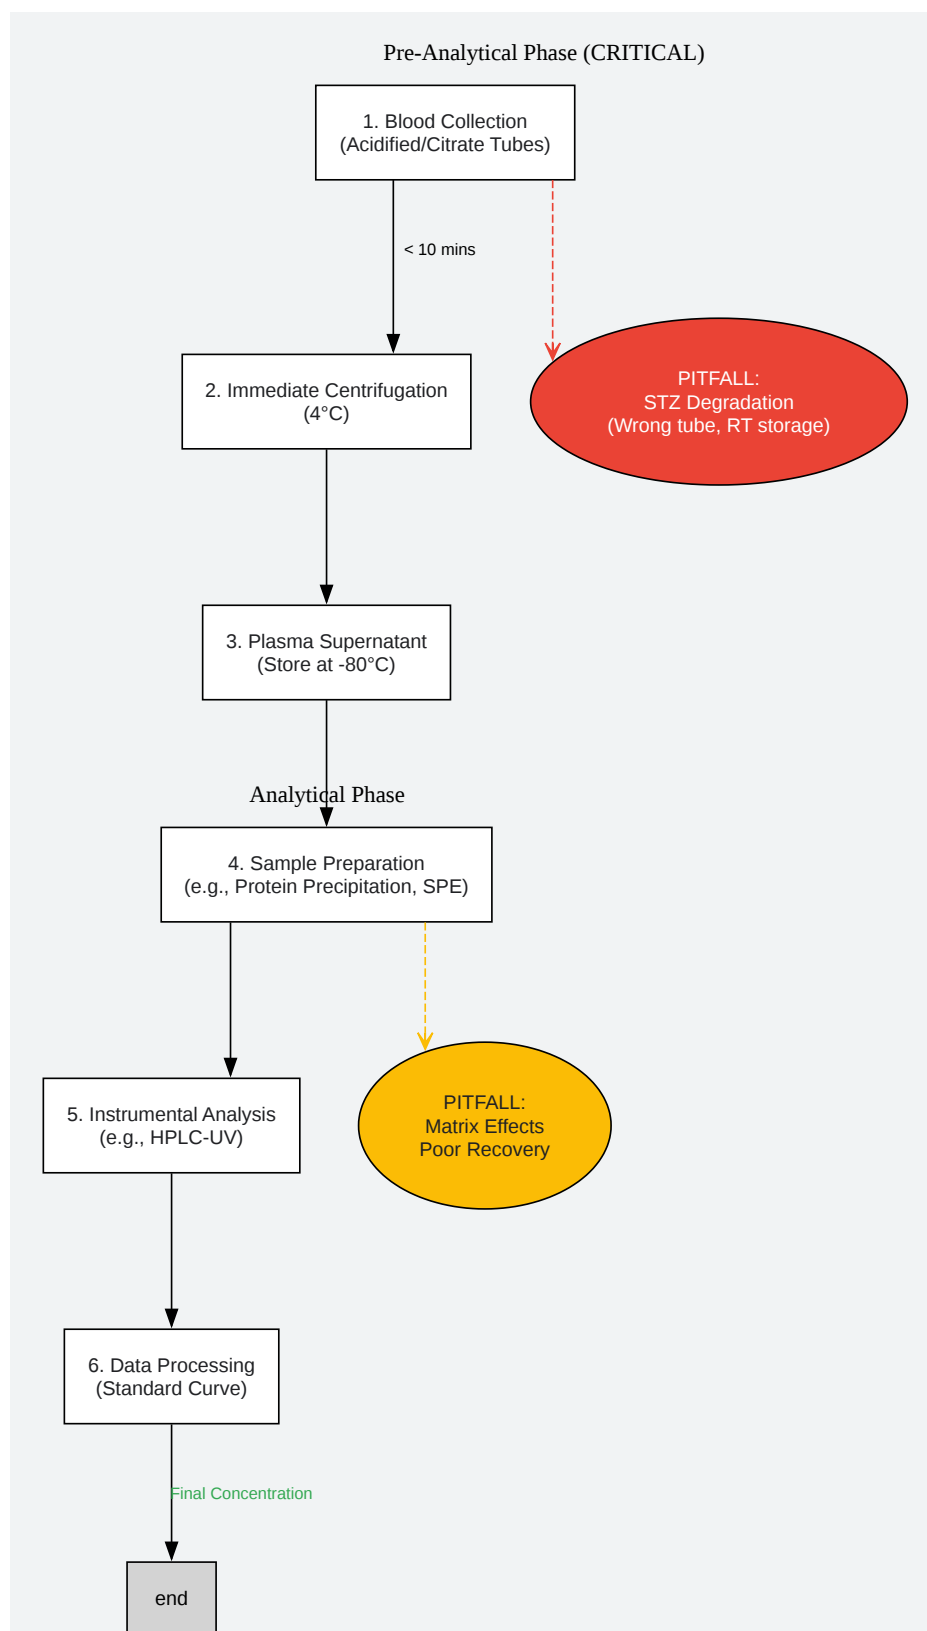 Pre-Analytical Phase (CRITICAL)
1. Blood Collection
(Acidified/Citrate Tubes)
< 10 mins
2. Immediate Centrifugation
(4°C)
PITFALL:
STZ Degradation
(Wrong tube, RT storage)
3. Plasma Supernatant
(Store at -80°C)
Analytical Phase
4. Sample Preparation
(e.g., Protein Precipitation, SPE)
5. Instrumental Analysis
(e.g., HPLC-UV)
PITFALL:
Matrix Effects
Poor Recovery
6. Data Processing
(Standard Curve)
Final Concentration
end